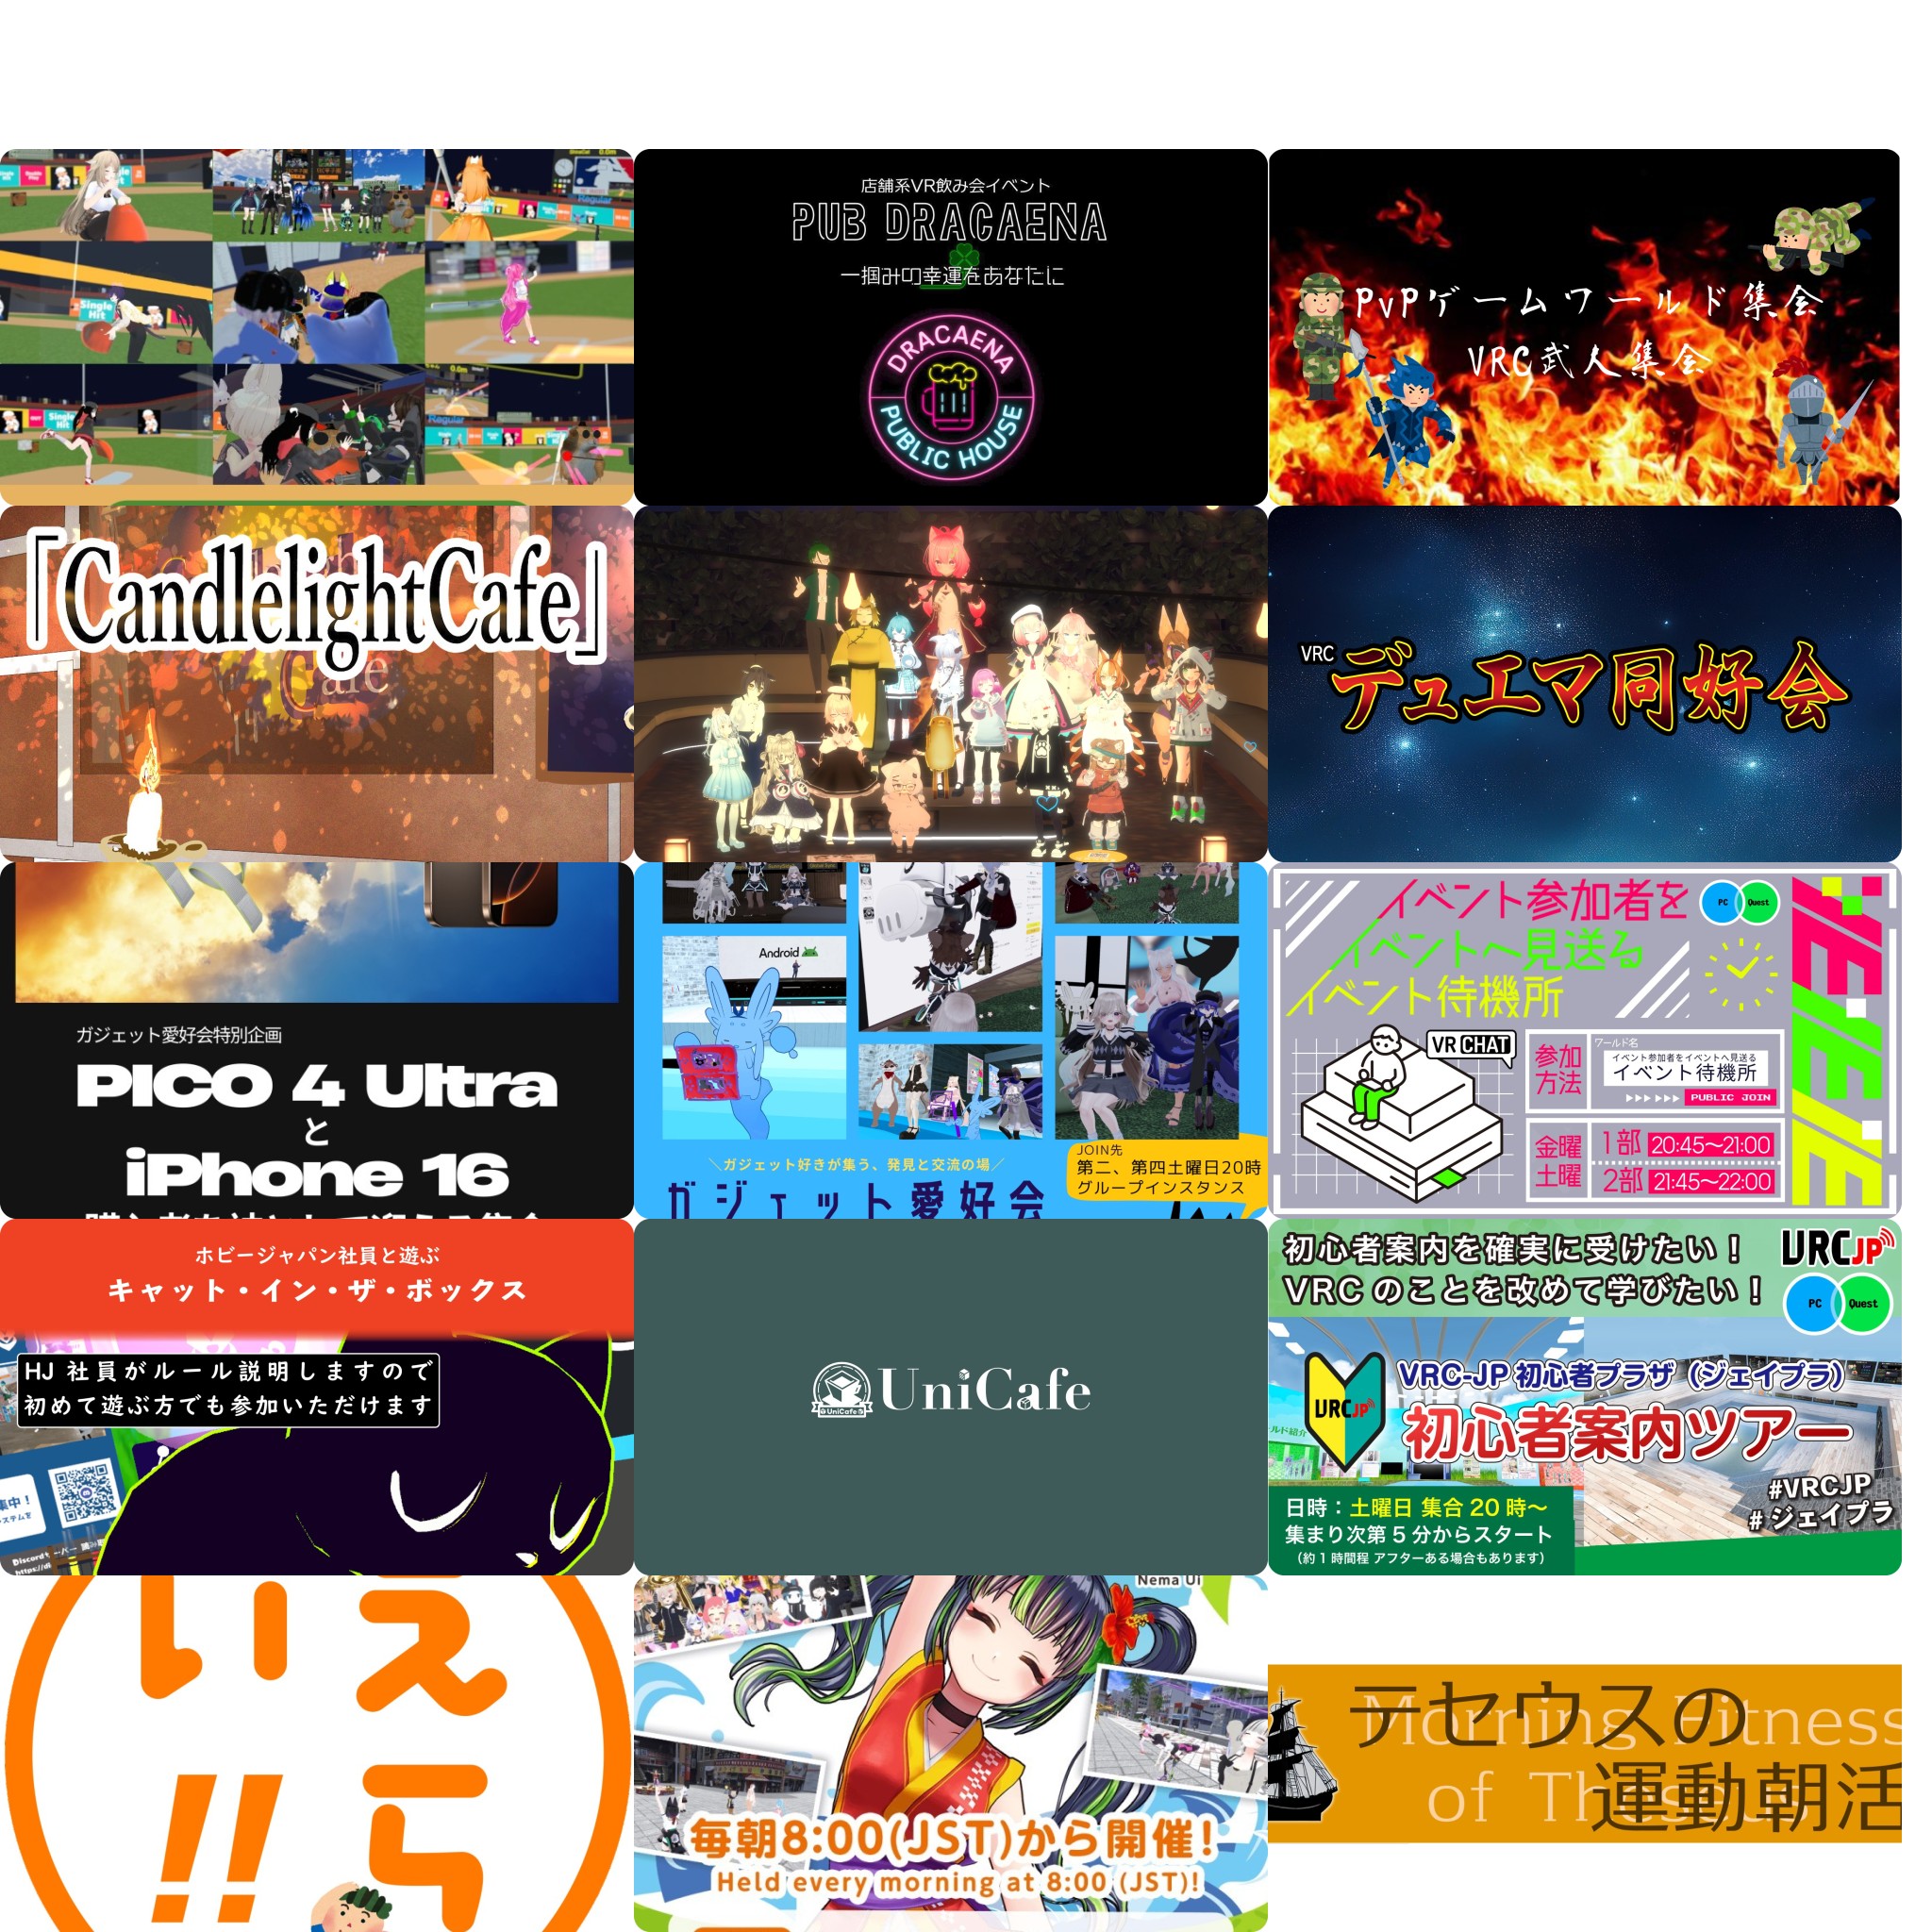 Single
Hit
Regular
店舗系VR飲み会イベント
PUB DRACAENA
一掴みの幸運をあなたに
DRACAENA
PUBLIC HOUSE
PvPゲームワールド集会
VRC武人集会
「CandlelightCafe」
Cafe
VRC
デュエマ同好会
ガジェット愛好会特別企画
PICO 4 Ultra
と
iPhone 16
Android
＼ガジェット好きが集う、発見と交流の場／
ガジェット愛好会
JOIN先
第二、第四土曜日20時
グループインスタンス
イベント参加者を
イベントへ見送る
イベント待機所
PC
Quest
VRCHAT
参加
方法
ワールド名
イベント参加者をイベントへ見送る
イベント待機所
PUBLIC JOIN
金曜
土曜
1部 20:45〜21:00
2部 21:45〜22:00
ホビージャパン社員と遊ぶ
キャット・イン・ザ・ボックス
HJ 社員がルール説明しますので
初めて遊ぶ方でも参加いただけます
UniCafe
UniCafe
初心者案内を確実に受けたい！
VRC のことを改めて学びたい！
VRCJP
PC
Quest
VRCJP
VRC-JP 初心者プラザ（ジェイプラ）
初心者案内ツアー
#VRCJP
#ジェイプラ
日時：土曜日 集合 20 時〜
集まり次第 5 分からスタート
（約 1 時間程 アフターある場合もあります）
いえ
!!ら
Nema Ui
毎朝8:00(JST)から開催!
Held every morning at 8:00 (JST)!
テセウスの
Morning Fitness
運動朝活
of Theseus